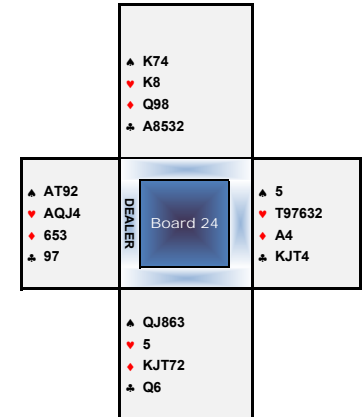 ♠ K74
♥ K8
♦ Q98
♣ A8532
♠ AT92
♥ AQJ4
♦ 653
♣ 97
DEALER
Board 24
♠ 5
♥ T97632
♦ A4
♣ KJT4
♠ QJ863
♥ 5
♦ KJT72
♣ Q6